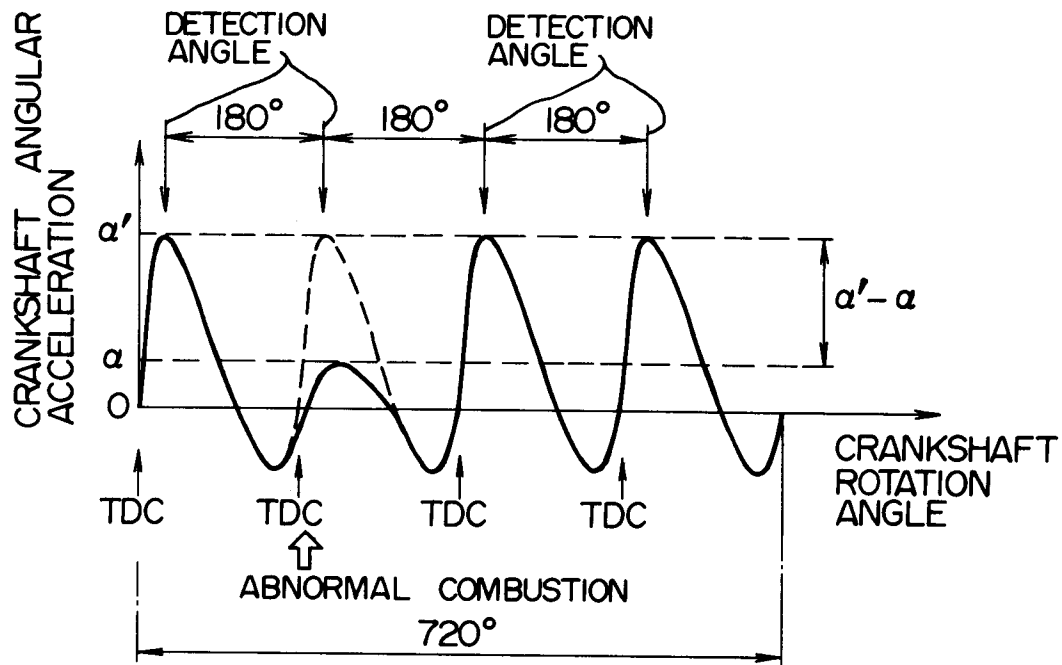 DETECTION
ANGLE
DETECTION
ANGLE
180°
180°
180°
CRANKSHAFT ANGULAR
ACCELERATION
α'
α
0
α'-α
TDC
TDC
TDC
TDC
CRANKSHAFT
ROTATION
ANGLE
ABNORMAL COMBUSTION
720°